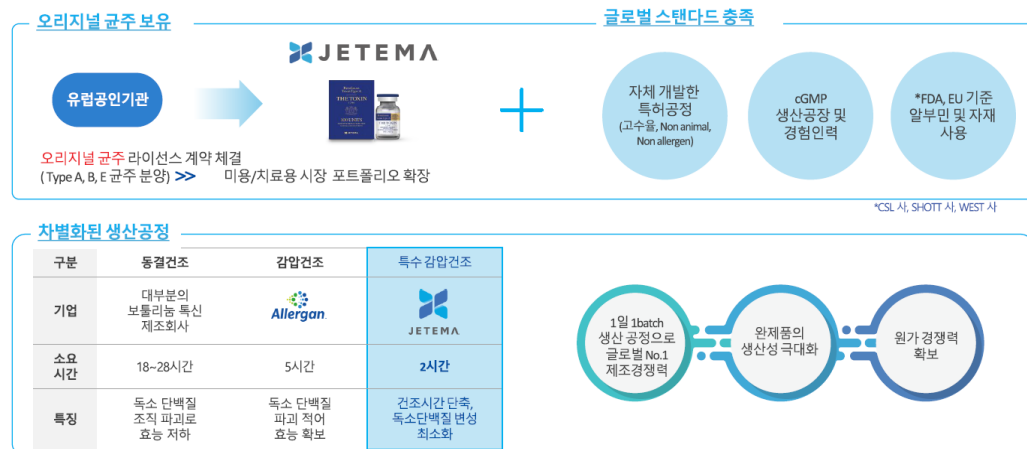 오리지널 균주 보유
글로벌 스탠다드 충족
유럽공인기관
JETEMA
THE TOXIN
자체 개발한
특허공정
(고수율, Non animal,
Non allergen)
cGMP
생산공장 및
경험인력
*FDA, EU 기준
알부민 및 자재
사용
오리지널 균주 라이선스 계약 체결
( Type A, B, E 균주 분양) >> 미용/치료용 시장 포트폴리오 확장
*CSL 사, SHOTT 사, WEST 사
차별화된 생산공정
구분 동결건조 감압건조 특수 감압건조
기업
대부분의
보툴리눔 톡신
제조회사
Allergan
JETEMA
소요
시간
18~28시간 5시간 2시간
특징
독소 단백질
조직 파괴로
효능 저하
독소 단백질
파괴 적어
효능 확보
건조시간 단축,
독소단백질 변성
최소화
1일 1batch
생산 공정으로
글로벌 No.1
제조경쟁력
완제품의
생산성 극대화
원가 경쟁력
확보